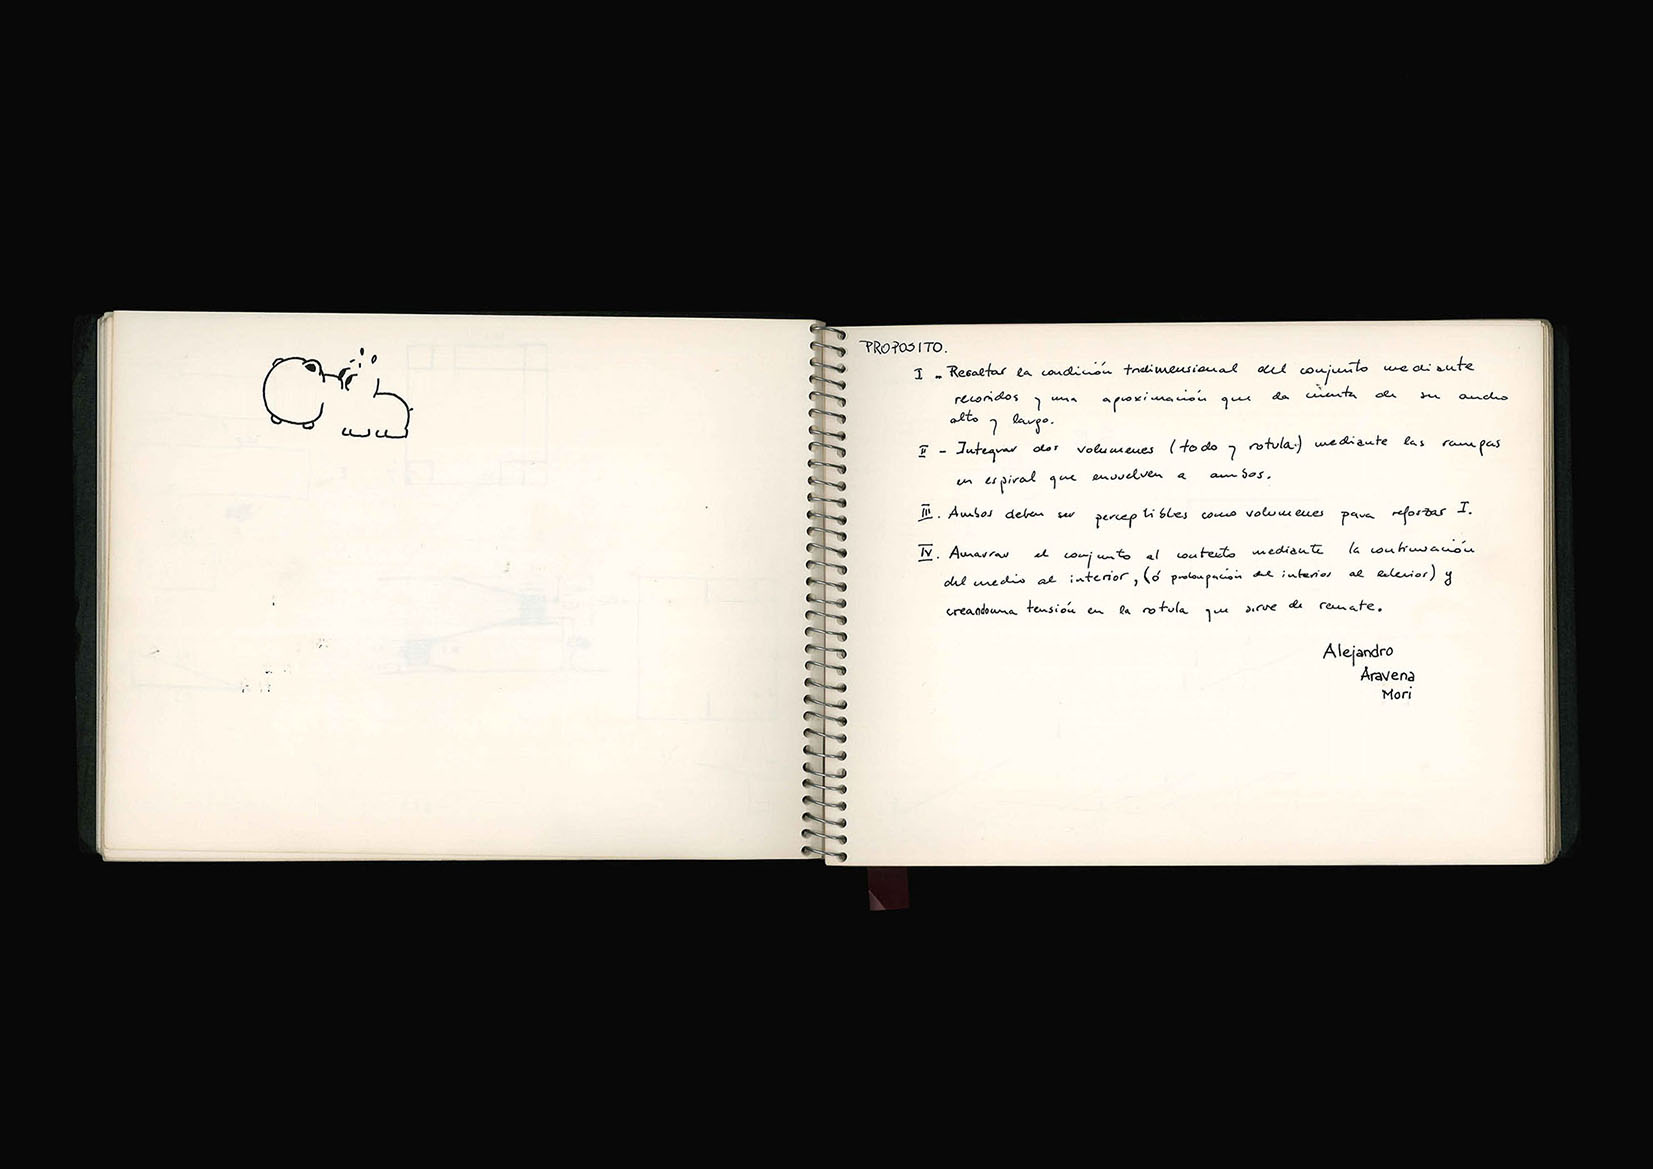 PROPOSITO.
I - Resaltar la condición tridimensional del conjunto mediante
recorridos y una aproximación que da cuenta de su ancho
alto y largo.
II - Integrar dos volumenes (todo y rotula) mediante las rampas
en espiral que envuelven a ambos.
III. Ambos deben ser perceptibles como volumenes para reforzar I.
IV. Amarrar el conjunto al contexto mediante la continuación
del medio al interior, (ó prolongación del interior al exterior) y
creando una tensión en la rotula que sirve de remate.
Alejandro
Aravena
Mori